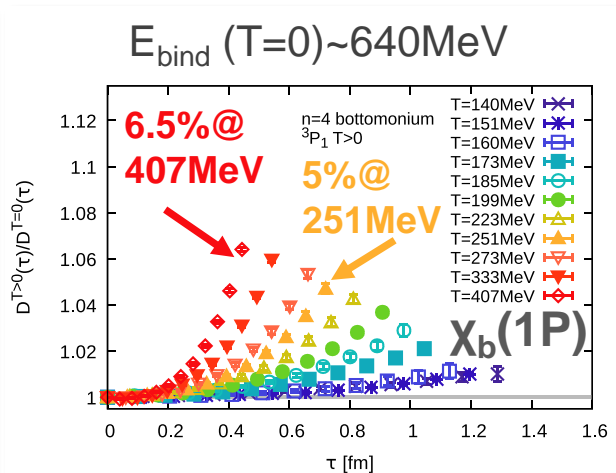 E_bind (T=0)~640MeV
6.5%@
407MeV
n=4 bottomonium
³P₁ T>0
5%@
251MeV
T=140MeV
T=151MeV
T=160MeV
T=173MeV
T=185MeV
T=199MeV
T=223MeV
T=251MeV
T=273MeV
T=333MeV
T=407MeV
χ_b(1P)
D^{T>0}(τ)/D^{T=0}(τ)
1.12
1.1
1.08
1.06
1.04
1.02
1
0 0.2 0.4 0.6 0.8 1 1.2 1.4 1.6
τ [fm]